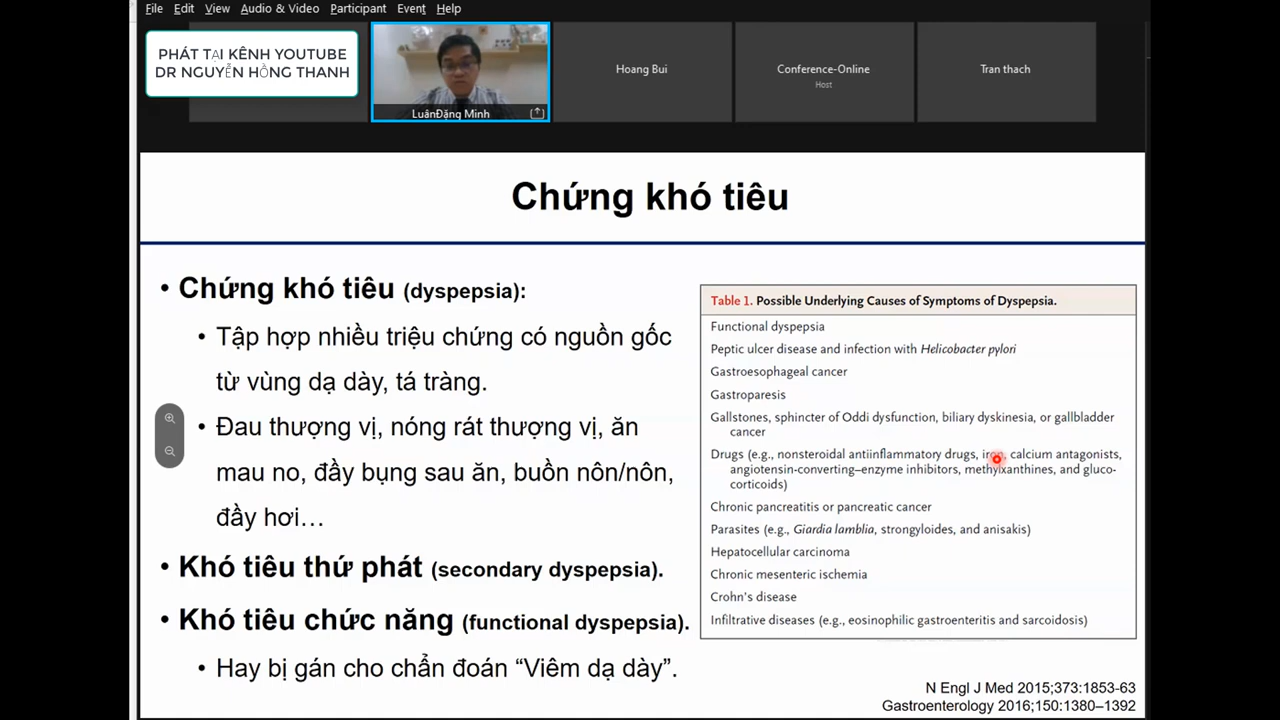 File Edit View Audio & Video Participant Event Help
PHÁT TẠI KÊNH YOUTUBE
DR NGUYỄN HỒNG THANH
LuânĐặng Minh
Hoang Bui
Conference-Online
Host
Tran thach
Chứng khó tiêu
• Chứng khó tiêu (dyspepsia):
• Tập hợp nhiều triệu chứng có nguồn gốc
từ vùng dạ dày, tá tràng.
• Đau thượng vị, nóng rát thượng vị, ăn
mau no, đầy bụng sau ăn, buồn nôn/nôn,
đầy hơi…
• Khó tiêu thứ phát (secondary dyspepsia).
• Khó tiêu chức năng (functional dyspepsia).
• Hay bị gán cho chẩn đoán “Viêm dạ dày”.
Table 1. Possible Underlying Causes of Symptoms of Dyspepsia.
Functional dyspepsia
Peptic ulcer disease and infection with Helicobacter pylori
Gastroesophageal cancer
Gastroparesis
Gallstones, sphincter of Oddi dysfunction, biliary dyskinesia, or gallbladder
cancer
Drugs (e.g., nonsteroidal antiinflammatory drugs, iron, calcium antagonists,
angiotensin-converting–enzyme inhibitors, methylxanthines, and gluco-
corticoids)
Chronic pancreatitis or pancreatic cancer
Parasites (e.g., Giardia lamblia, strongyloides, and anisakis)
Hepatocellular carcinoma
Chronic mesenteric ischemia
Crohn’s disease
Infiltrative diseases (e.g., eosinophilic gastroenteritis and sarcoidosis)
N Engl J Med 2015;373:1853-63
Gastroenterology 2016;150:1380–1392